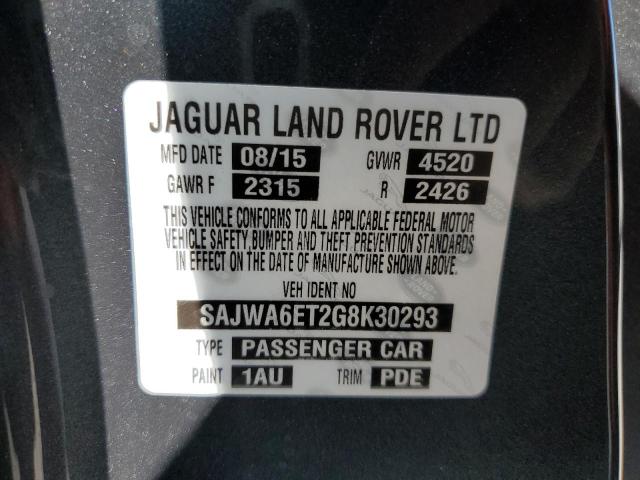 JAGUAR LAND ROVER LTD
MFD DATE 08/15 GVWR 4520
GAWR F 2315 R 2426
THIS VEHICLE CONFORMS TO ALL APPLICABLE FEDERAL MOTOR
VEHICLE SAFETY, BUMPER AND THEFT PREVENTION STANDARDS
IN EFFECT ON THE DATE OF MANUFACTURE SHOWN ABOVE.
VEH IDENT NO
SAJWA6ET2G8K30293
TYPE PASSENGER CAR
PAINT 1AU TRIM PDE